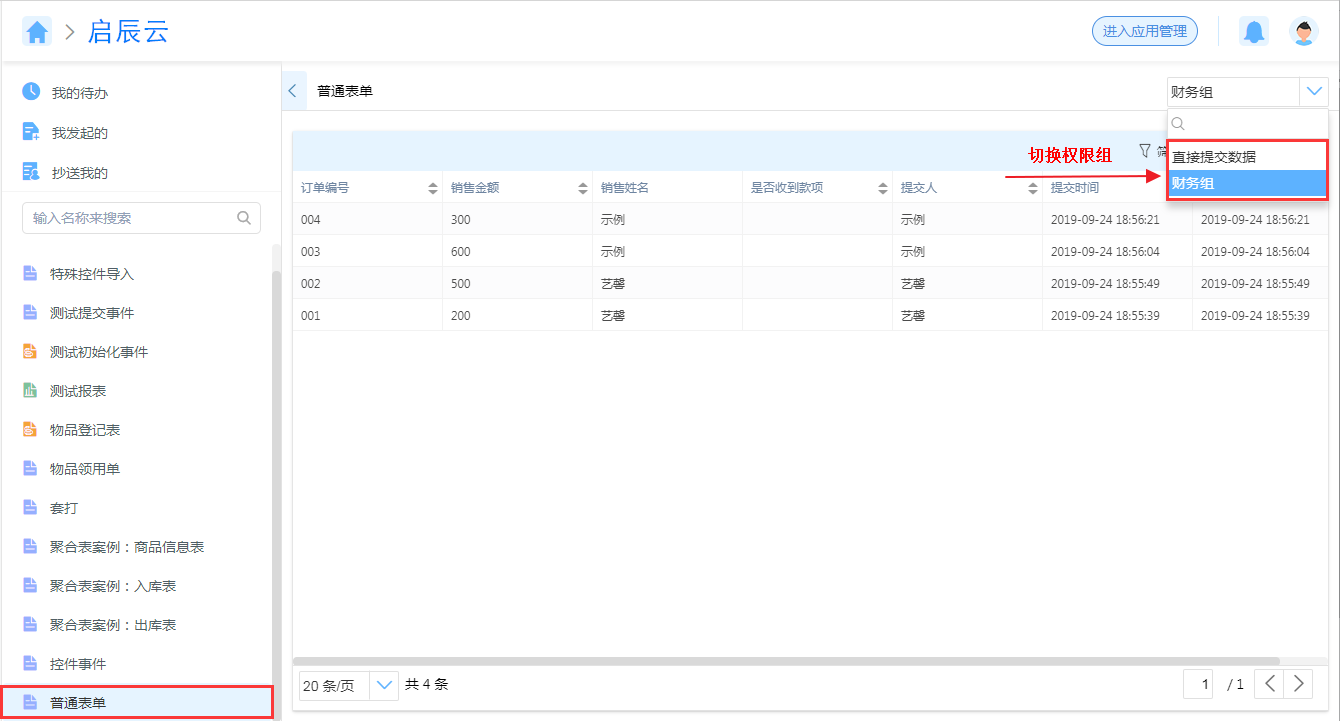 启辰云
进入应用管理
我的待办
我发起的
抄送我的
输入名称来搜索
特殊控件导入
测试提交事件
测试初始化事件
测试报表
物品登记表
物品领用单
套打
聚合表案例：商品信息表
聚合表案例：入库表
聚合表案例：出库表
控件事件
普通表单
普通表单
财务组
切换权限组
筛
直接提交数据
财务组
订单编号 销售金额 销售姓名 是否收到款项 提交人 提交时间
004 300 示例 示例 2019-09-24 18:56:21 2019-09-24 18:56:21
003 600 示例 示例 2019-09-24 18:56:04 2019-09-24 18:56:04
002 500 艺馨 艺馨 2019-09-24 18:55:49 2019-09-24 18:55:49
001 200 艺馨 艺馨 2019-09-24 18:55:39 2019-09-24 18:55:39
20 条/页 共 4 条 1 / 1